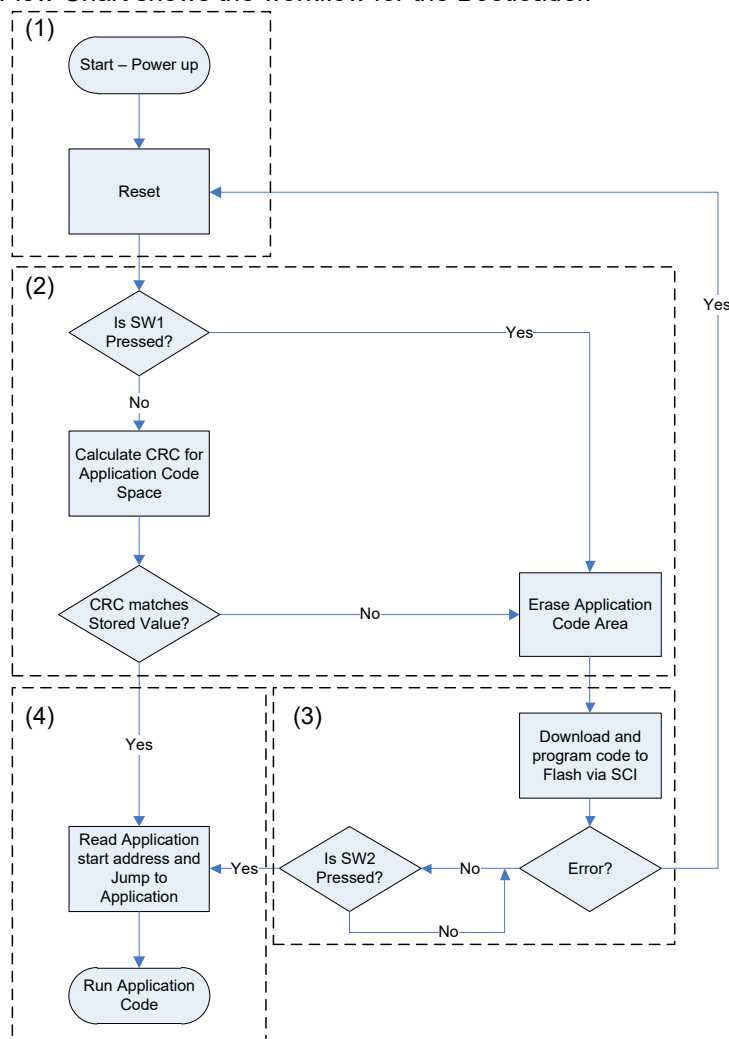 Flow Chart shows the workflow for the Bootloader.
(1)
Start – Power up
Reset
Yes
(2)
Is SW1
Pressed?
Yes
No
Calculate CRC for
Application Code
Space
CRC matches
Stored Value?
No
Erase Application
Code Area
(4)
(3)
Yes
Download and
program code to
Flash via SCI
Read Application
start address and
Jump to
Application
Yes
Is SW2
Pressed?
No
Error?
No
Run Application
Code